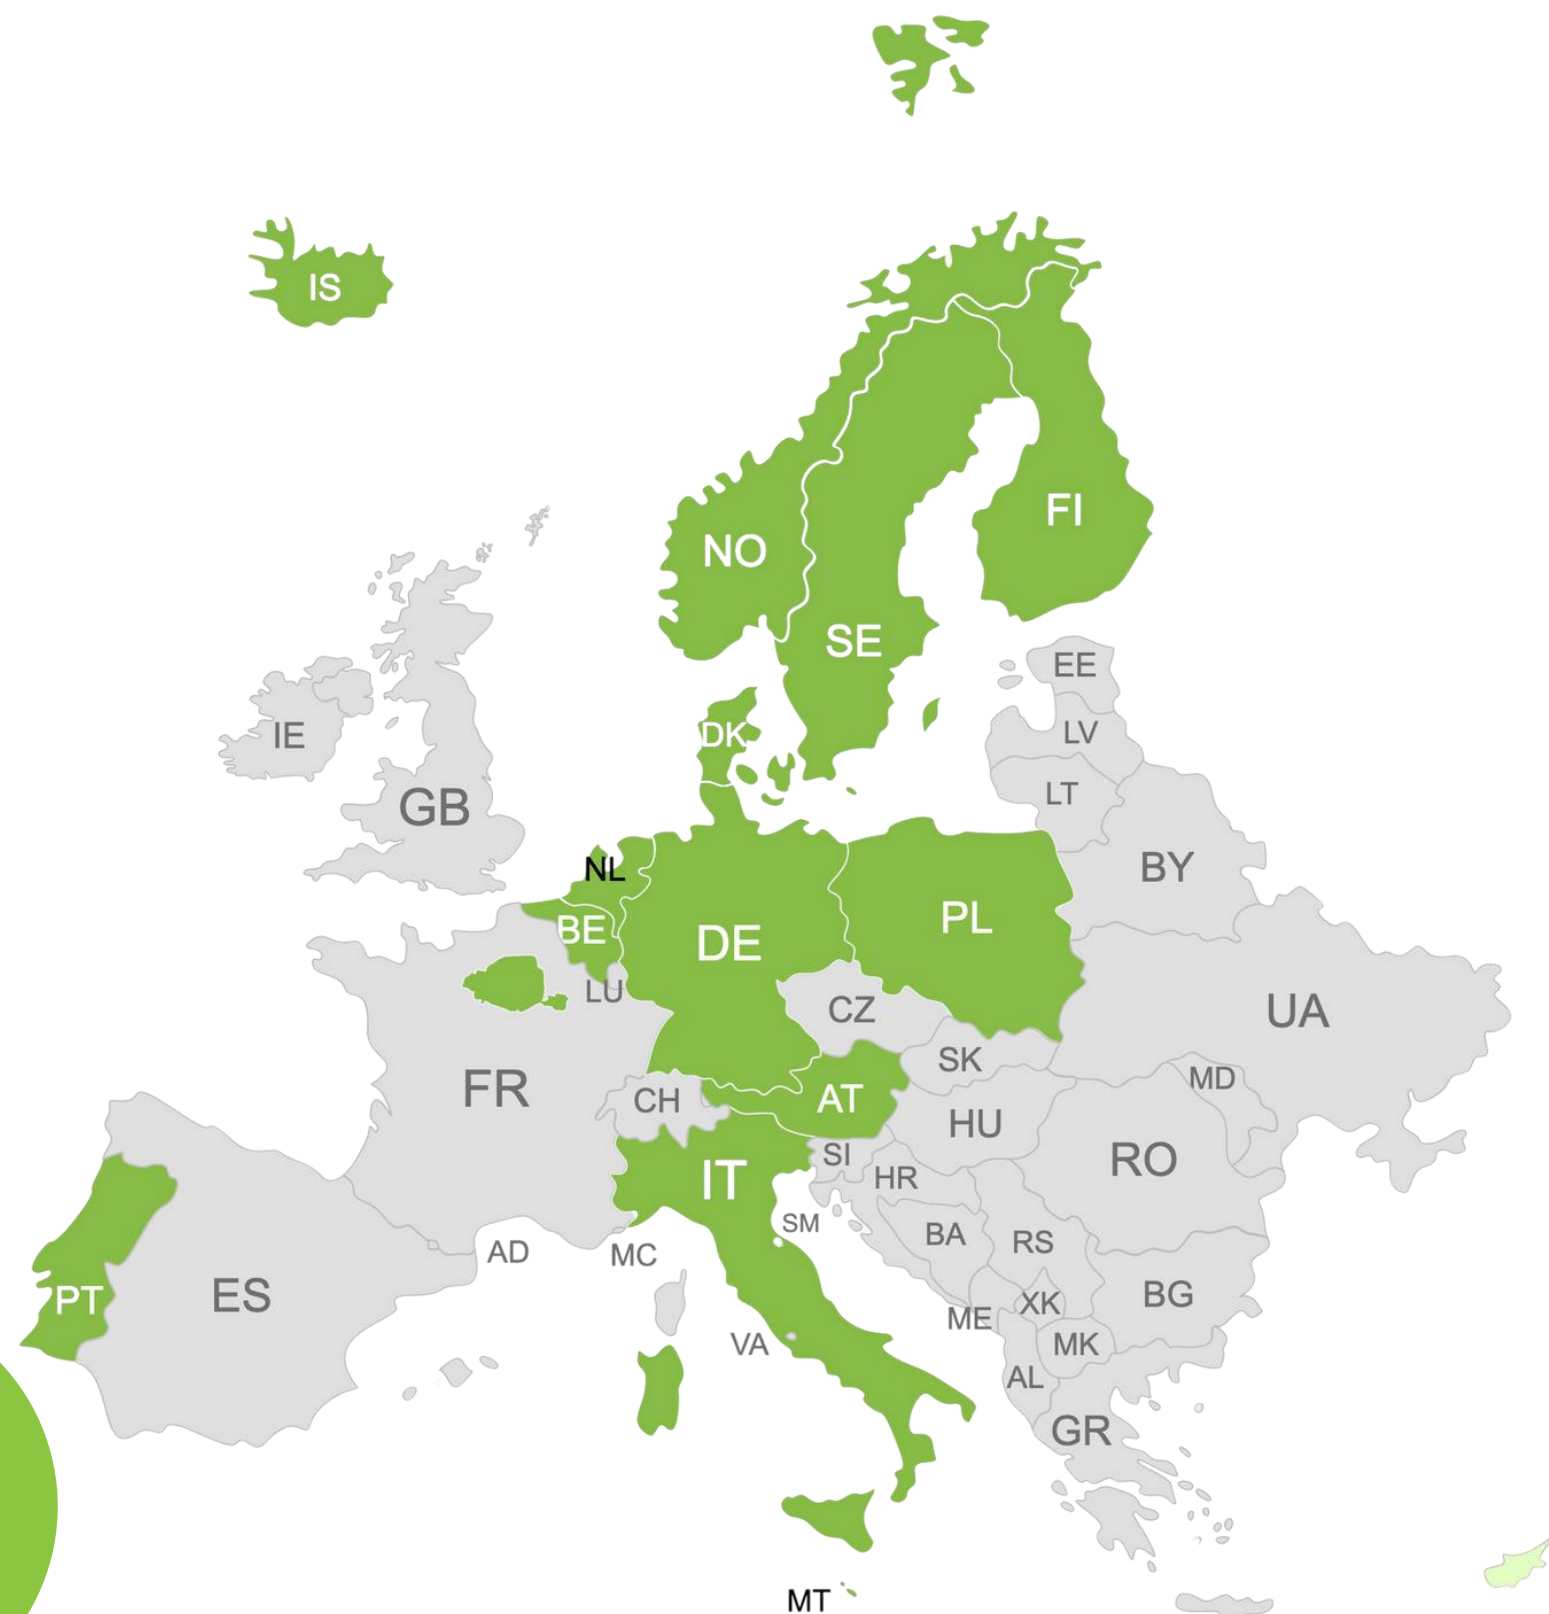 IS
FI
NO
SE
EE
LV
DK
IE
LT
GB
BY
NL
PL
BE
DE
LU
CZ
UA
SK
FR
MD
CH
AT
HU
SI
RO
HR
IT
SM
BA
RS
AD
MC
ES
PT
BG
XK
ME
VA
MK
AL
GR
MT